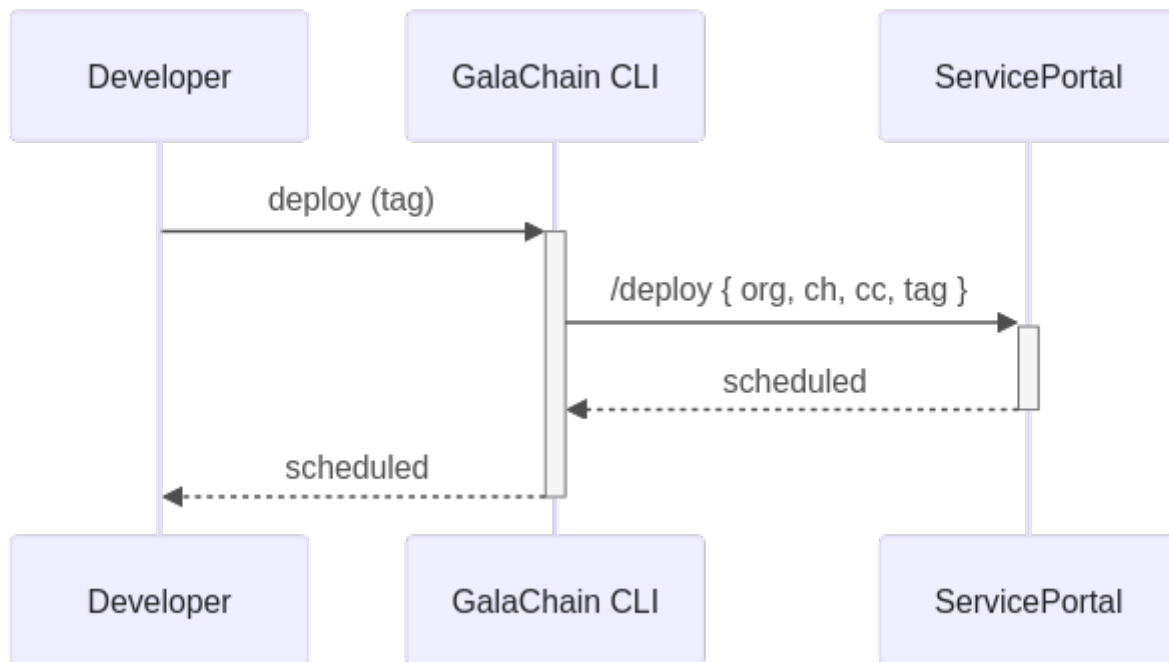 Developer
GalaChain CLI
ServicePortal
deploy (tag)
/deploy { org, ch, cc, tag }
scheduled
scheduled
Developer
GalaChain CLI
ServicePortal